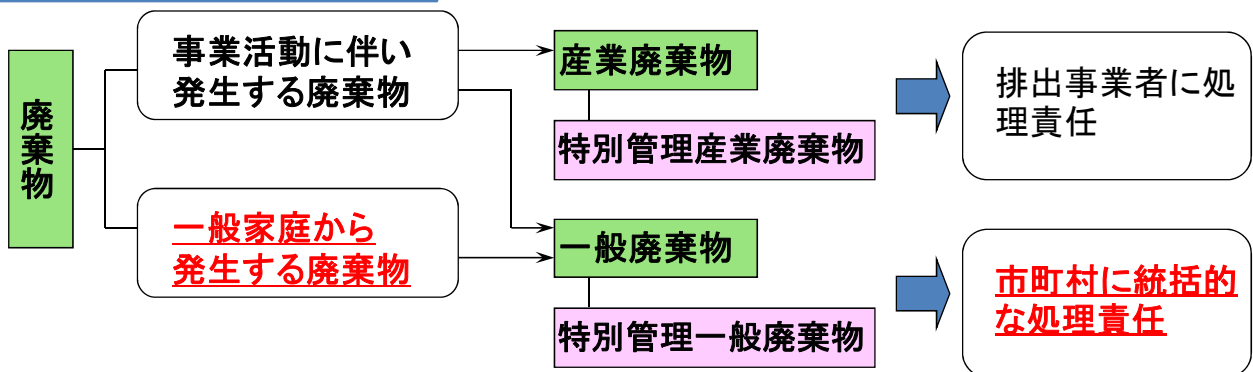 廃棄物
事業活動に伴い
発生する廃棄物
一般家庭から
発生する廃棄物
産業廃棄物
特別管理産業廃棄物
一般廃棄物
特別管理一般廃棄物
排出事業者に処
理責任
市町村に統括的
な処理責任